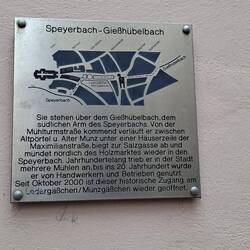 Speyerbach-Gießhübelbach
Speyerbach
Sie stehen über dem Gießhübelbach, dem
südlichen Arm des Speyerbachs. Von der
Mühlturmstraße kommend verläuft er zwischen
Altportel u. Alter Münz unter einer Häuserzeile der
Maximilianstraße, biegt zur Salzgasse ab und
mündet nördlich des Holzmarktes wieder in den
Speyerbach. Jahrhundertelang trieb er in der Stadt
mehrere Mühlen an; bis ins 20. Jahrhundert wurde
er von Handwerkern und Betrieben genutzt.
Seit Oktober 2000 ist dieser historische Zugang am
Ledergäßchen/Münzgäßchen wieder geöffnet.